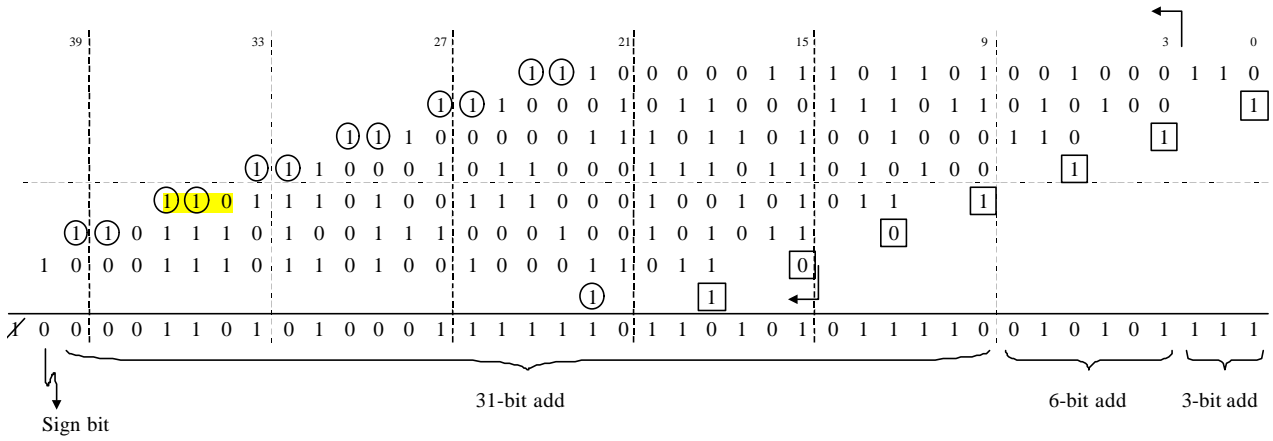 39 33 27 21 15 9 3 0
1 1 1 0 0 0 0 0 1 1 1 0 1 1 0 1 0 0 1 0 0 0 1 1 0
1 1 1 0 0 0 1 0 1 1 0 0 0 1 1 1 0 1 1 0 1 0 1 0 0 1
1 1 1 0 0 0 0 0 1 1 1 0 1 1 0 1 0 0 1 0 0 0 1 1 0 1
1 1 1 0 0 0 1 0 1 1 0 0 0 1 1 1 0 1 1 0 1 0 1 0 0 1
1 1 0 1 1 1 0 1 0 0 1 1 1 0 0 0 1 0 0 1 0 1 0 1 1 1
1 1 0 1 1 1 0 1 0 0 1 1 1 0 0 0 1 0 0 1 0 1 0 1 1 0
1 0 0 0 1 1 1 0 1 1 0 1 0 0 1 0 0 0 1 1 0 1 1 0
1 1
1 0 0 0 0 1 1 0 1 0 1 0 0 0 1 1 1 1 1 1 0 1 1 0 1 0 1 0 1 1 1 1 0 0 1 0 1 0 1 1 1 1
31-bit add 6-bit add 3-bit add
Sign bit